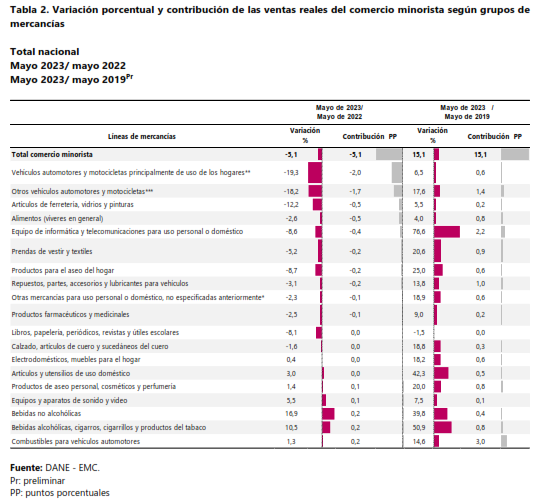 Tabla 2. Variación porcentual y contribución de las ventas reales del comercio minorista según grupos de
mercancías
Total nacional
Mayo 2023/ mayo 2022
Mayo 2023/ mayo 2019Pr
Mayo de 2023/ Mayo de 2023 /
Mayo de 2022 Mayo de 2019
Líneas de mercancías Variación % Contribución PP Variación % Contribución PP
Total comercio minorista -5,1 -5,1 15,1 15,1
Vehículos automotores y motocicletas principalmente de uso de los hogares** -19,3 -2,0 6,5 0,6
Otros vehículos automotores y motocicletas*** -18,2 -1,7 17,6 1,4
Artículos de ferretería, vidrios y pinturas -12,2 -0,5 5,5 0,2
Alimentos (víveres en general) -2,6 -0,5 4,0 0,8
Equipo de informática y telecomunicaciones para uso personal o doméstico -8,6 -0,4 76,6 2,2
Prendas de vestir y textiles -5,2 -0,2 20,6 0,9
Productos para el aseo del hogar -8,7 -0,2 25,0 0,6
Repuestos, partes, accesorios y lubricantes para vehículos -3,1 -0,2 13,8 1,0
Otras mercancías para uso personal o doméstico, no especificadas anteriormente* -2,3 -0,1 18,9 0,6
Productos farmacéuticos y medicinales -2,5 -0,1 9,0 0,2
Libros, papelería, periódicos, revistas y útiles escolares -8,1 0,0 -1,5 0,0
Calzado, artículos de cuero y sucedáneos del cuero -1,6 0,0 18,8 0,3
Electrodomésticos, muebles para el hogar 0,4 0,0 18,2 0,6
Artículos y utensilios de uso doméstico 3,0 0,0 42,3 0,5
Productos de aseo personal, cosméticos y perfumería 1,4 0,1 20,0 0,8
Equipos y aparatos de sonido y video 5,5 0,1 7,5 0,1
Bebidas no alcohólicas 16,9 0,2 39,8 0,4
Bebidas alcohólicas, cigarros, cigarrillos y productos del tabaco 10,5 0,2 50,9 0,8
Combustibles para vehículos automotores 1,3 0,2 14,6 3,0
Fuente: DANE - EMC.
Pr: preliminar
PP: puntos porcentuales